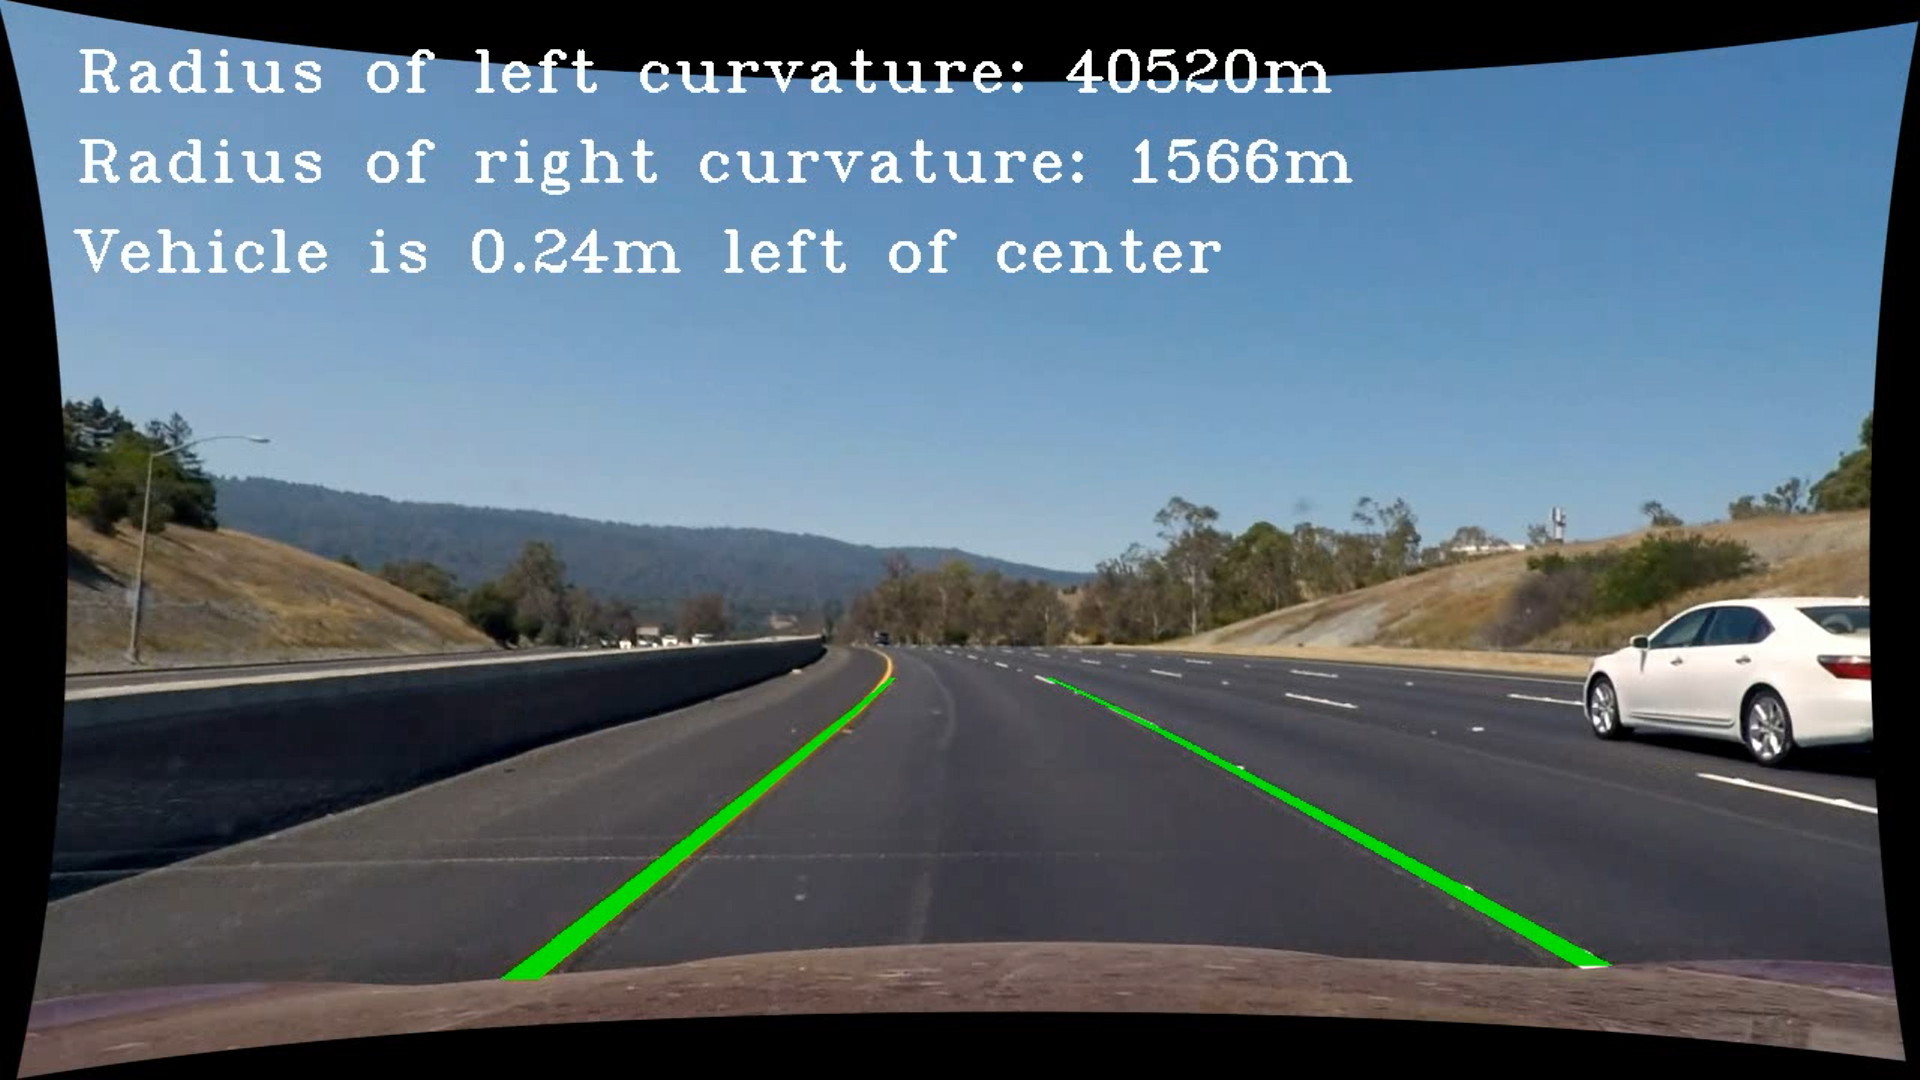 Radius of left curvature: 40520m
Radius of right curvature: 1566m
Vehicle is 0.24m left of center